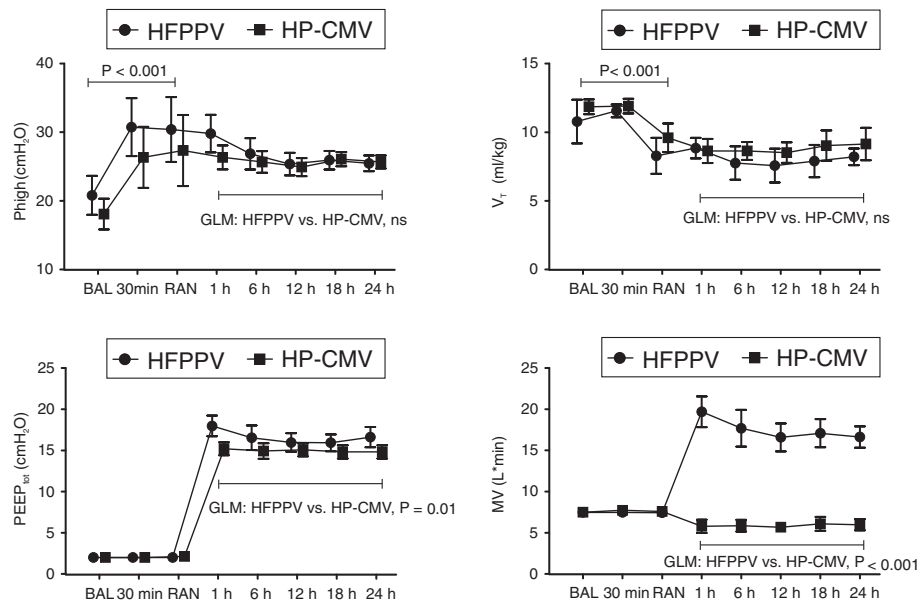 HFPPV HP-CMV
40
30
20
10
Phigh(cmH2O)
P < 0.001
GLM: HFPPV vs. HP-CMV, ns
BAL 30min RAN 1 h 6 h 12 h 18 h 24 h
HFPPV HP-CMV
15
10
5
0
VT (ml/kg)
P < 0.001
GLM: HFPPV vs. HP-CMV, ns
BAL 30 min RAN 1 h 6 h 12 h 18 h 24 h
HFPPV HP-CMV
25
20
15
10
5
0
PEEPtot (cmH2O)
GLM: HFPPV vs. HP-CMV, P = 0.01
BAL 30 min RAN 1 h 6 h 12 h 18 h 24 h
HFPPV HP-CMV
25
20
15
10
5
0
MV (L*min)
GLM: HFPPV vs. HP-CMV, P < 0.001
BAL 30 min RAN 1 h 6 h 12 h 18 h 24 h